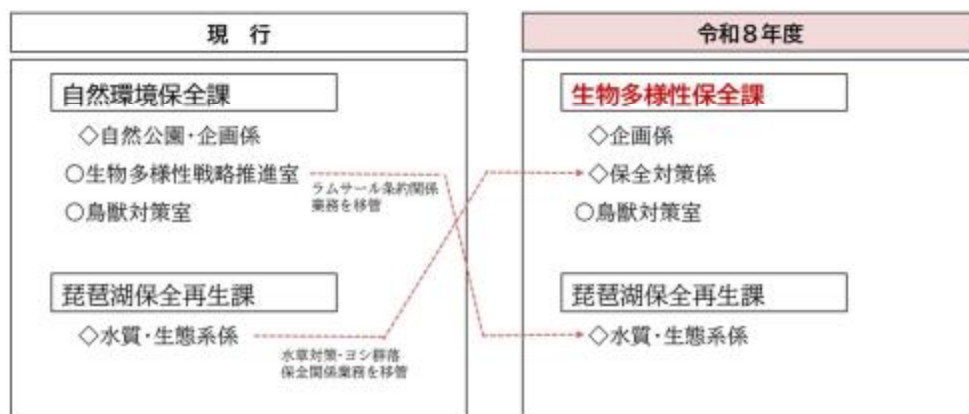 現　行
自然環境保全課
◇自然公園・企画係
○生物多様性戦略推進室
ラムサール条約関係
業務を移管
○鳥獣対策室
琵琶湖保全再生課
◇水質・生態系係
水草対策・ヨシ群落
保全関係業務を移管
令和８年度
生物多様性保全課
◇企画係
◇保全対策係
○鳥獣対策室
琵琶湖保全再生課
◇水質・生態系係